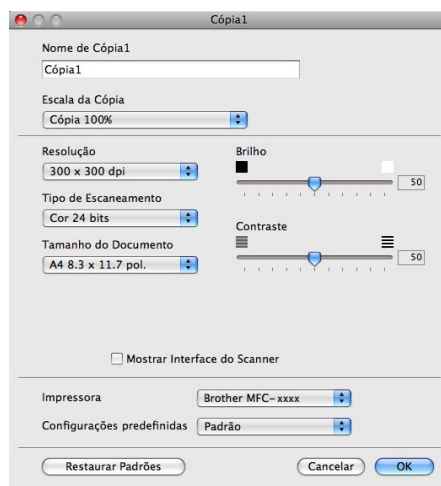 Cópia1
Nome de Cópia1
Cópia1
Escala da Cópia
Cópia 100%
Resolução
300 x 300 dpi
Tipo de Escaneamento
Cor 24 bits
Tamanho do Documento
A4 8.3 x 11.7 pol.
Brilho
50
Contraste
50
Mostrar Interface do Scanner
Impressora
Brother MFC-xxxx
Configurações predefinidas
Padrão
Restaurar Padrões
Cancelar
OK